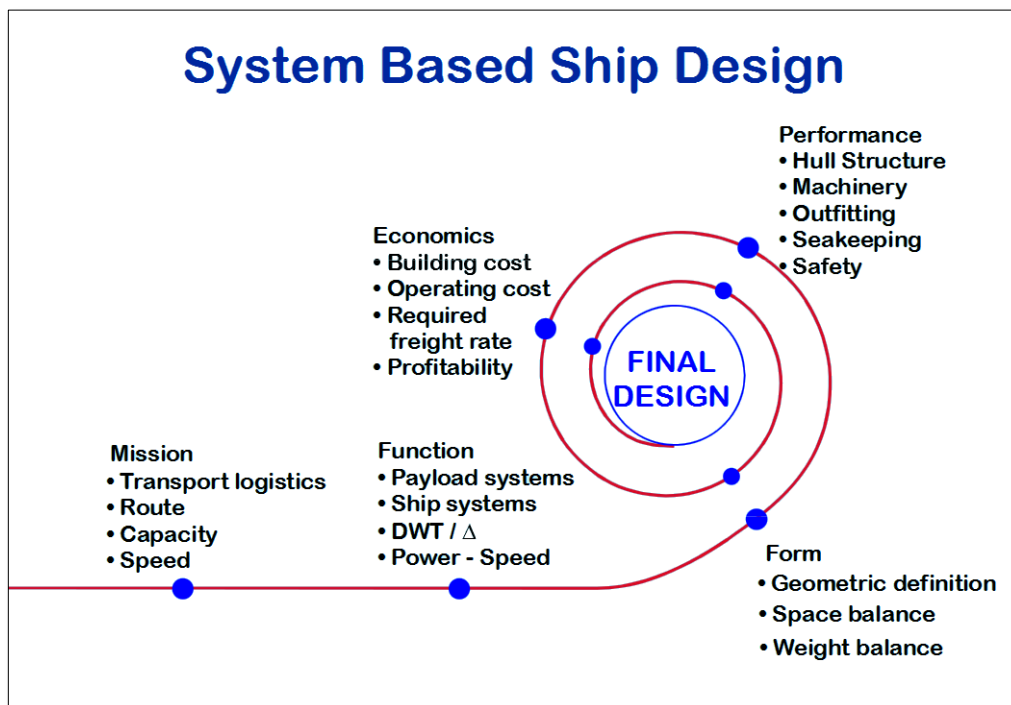 System Based Ship Design
Performance
• Hull Structure
• Machinery
• Outfitting
• Seakeeping
• Safety
Economics
• Building cost
• Operating cost
• Required
freight rate
• Profitability
FINAL
DESIGN
Mission
• Transport logistics
• Route
• Capacity
• Speed
Function
• Payload systems
• Ship systems
• DWT / Δ
• Power - Speed
Form
• Geometric definition
• Space balance
• Weight balance